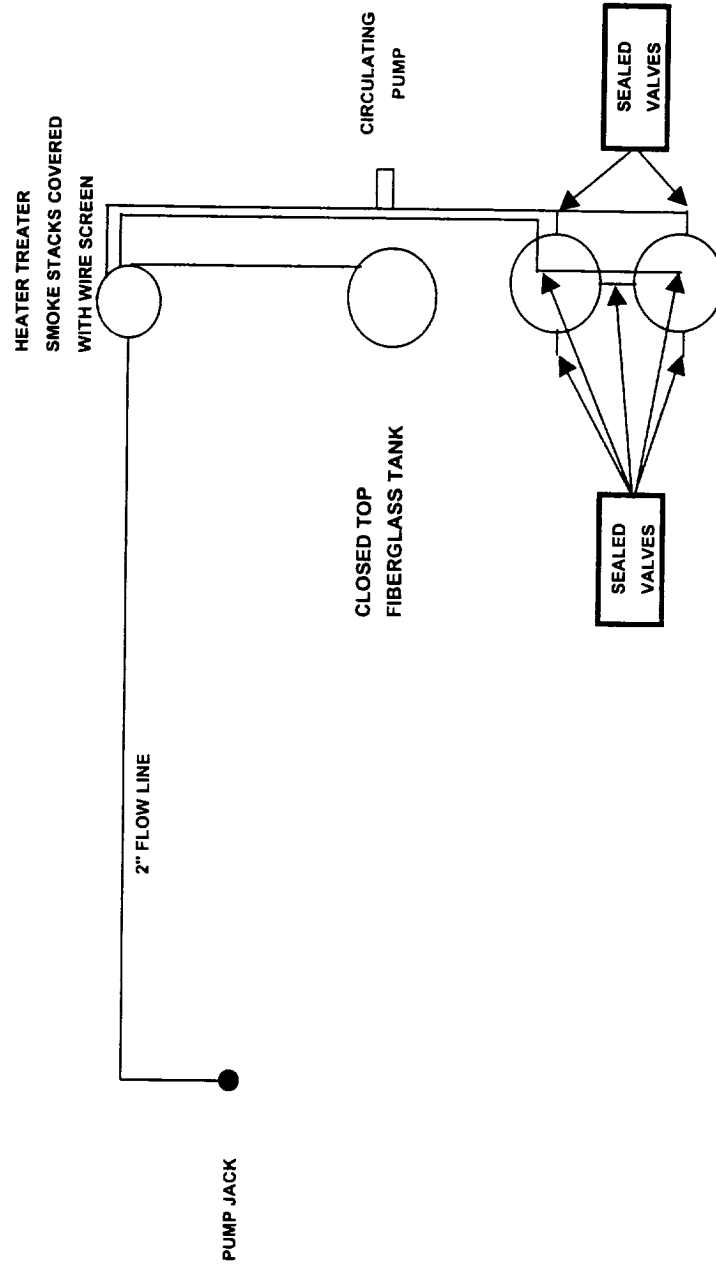 HEATER TREATER
SMOKE STACKS COVERED
WITH WIRE SCREEN
CIRCULATING
PUMP
SEALED
VALVES
CLOSED TOP
FIBERGLASS TANK
SEALED
VALVES
2" FLOW LINE
PUMP JACK